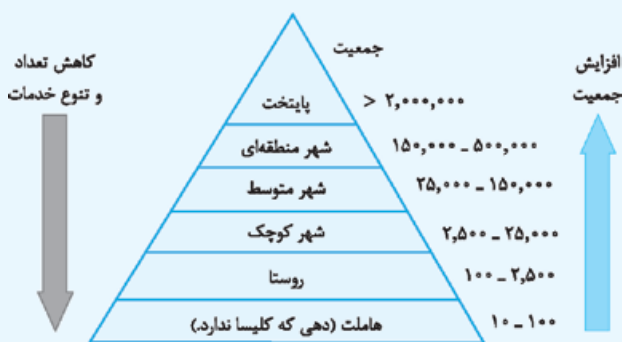 جمعیت
افزایش
جمعیت
کاهش تعداد
و تنوع خدمات
پایتخت
> ۲,۰۰۰,۰۰۰
شهر منطقه‌ای
۱۵۰,۰۰۰ _ ۵۰۰,۰۰۰
شهر متوسط
۲۵,۰۰۰ _ ۱۵۰,۰۰۰
شهر کوچک
۲,۵۰۰ _ ۲۵,۰۰۰
روستا
۱۰۰ _ ۲,۵۰۰
هاملت (دهی که کلیسا ندارد.)
۱۰ _ ۱۰۰